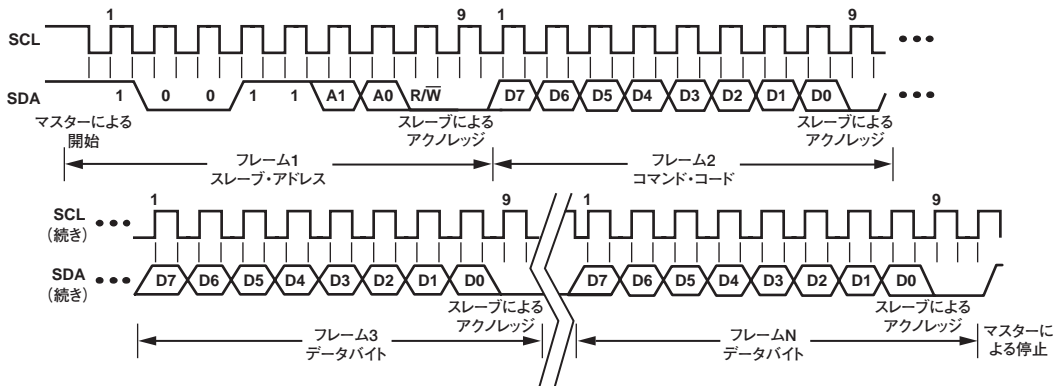 1 9 1 9
SCL
SDA 1 0 0 1 1 A1 A0 R/W̅ D7 D6 D5 D4 D3 D2 D1 D0
マスターによる
開始
スレーブによる
アクノレッジ
スレーブによる
アクノレッジ
フレーム1
スレーブ・アドレス
フレーム2
コマンド・コード
1 9 1 9
SCL
(続き)
SDA
(続き)
D7 D6 D5 D4 D3 D2 D1 D0 D7 D6 D5 D4 D3 D2 D1 D0
スレーブによる
アクノレッジ
スレーブによる
アクノレッジ
フレーム3
データバイト
フレームN
データバイト
マスターに
よる停止